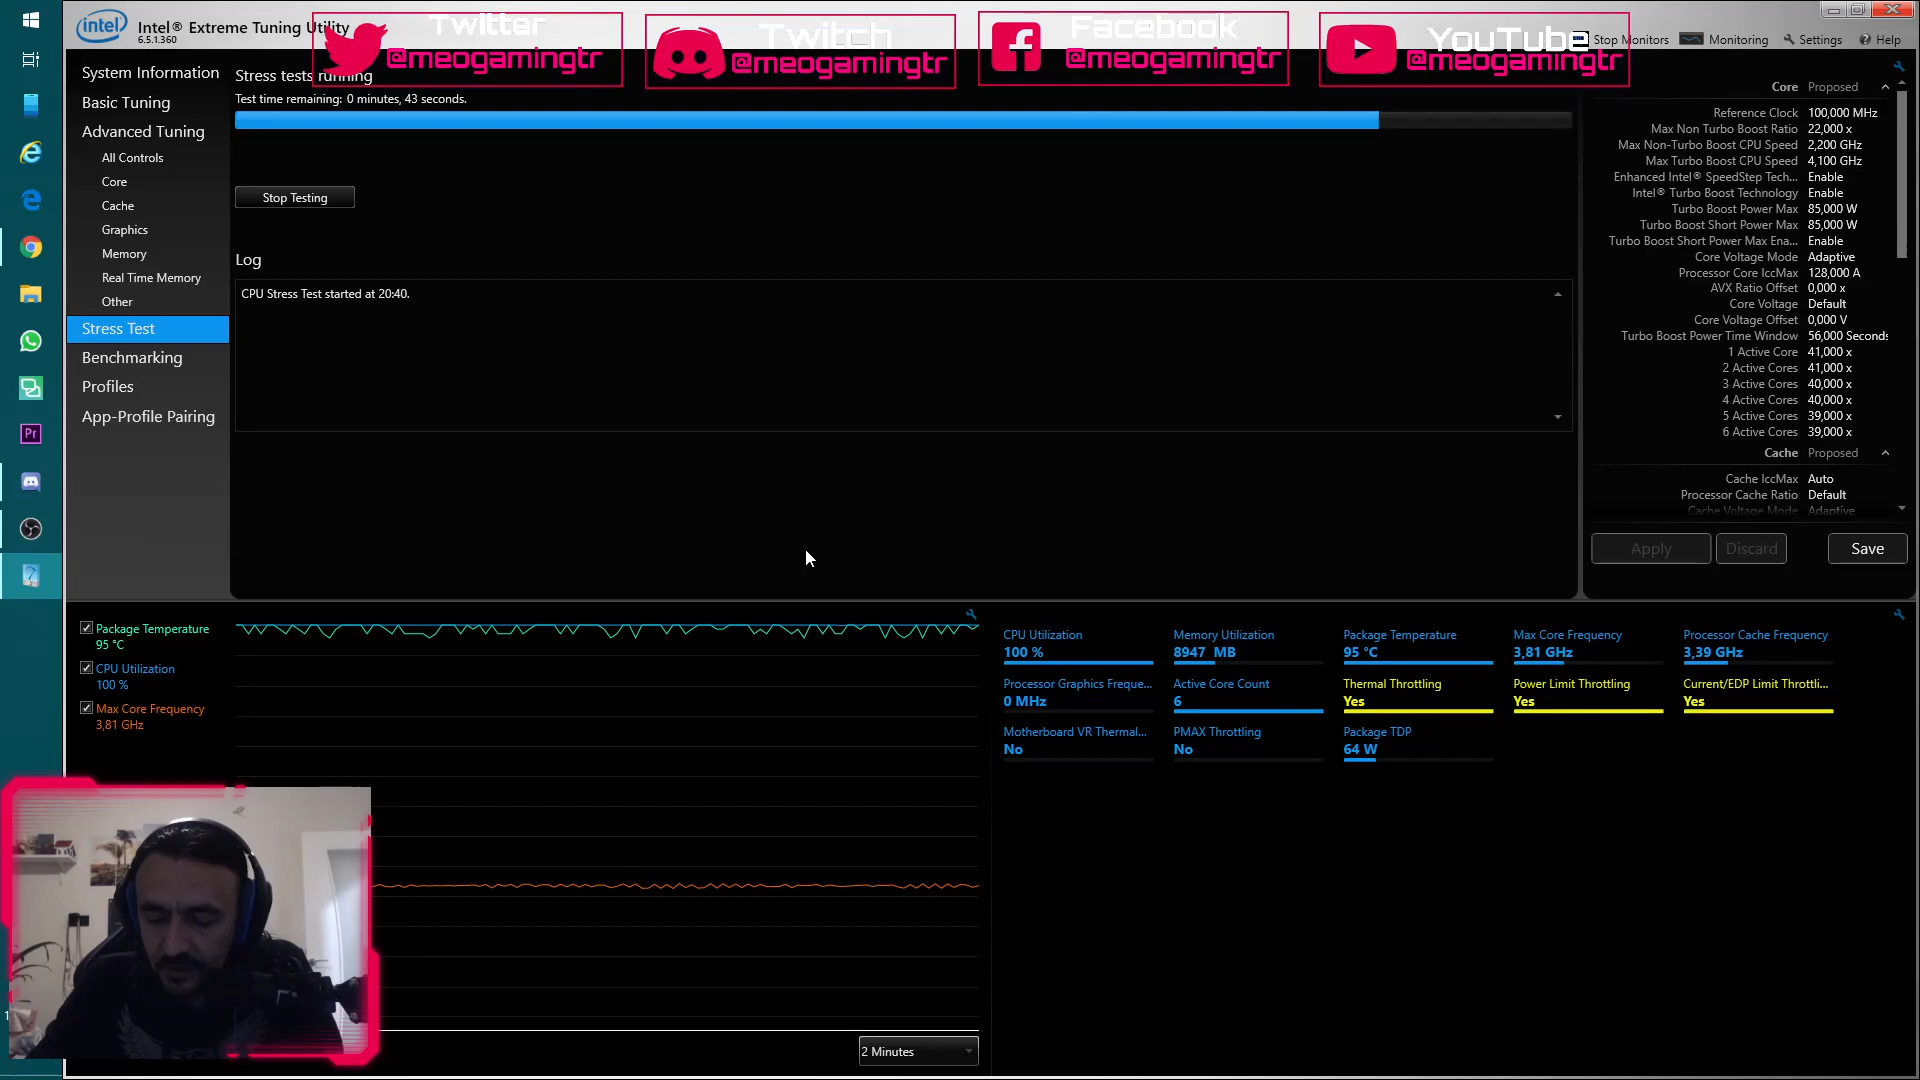 intel
Intel® Extreme Tuning Utility
6.5.1.360
Twitter
@meogamingtr
Twitch
@meogamingtr
Facebook
@meogamingtr
YouTube
@meogamingtr
Stop Monitors
Monitoring
Settings
Help
System Information
Basic Tuning
Advanced Tuning
All Controls
Core
Cache
Graphics
Memory
Real Time Memory
Other
Stress Test
Benchmarking
Profiles
App-Profile Pairing
Stress tests running
Test time remaining: 0 minutes, 43 seconds.
Stop Testing
Log
CPU Stress Test started at 20:40.
Core Proposed
Reference Clock 100,000 MHz
Max Non Turbo Boost Ratio 22,000 x
Max Non-Turbo Boost CPU Speed 2,200 GHz
Max Turbo Boost CPU Speed 4,100 GHz
Enhanced Intel® SpeedStep Tech... Enable
Intel® Turbo Boost Technology Enable
Turbo Boost Power Max 85,000 W
Turbo Boost Short Power Max 85,000 W
Turbo Boost Short Power Max Ena... Enable
Core Voltage Mode Adaptive
Processor Core IccMax 128,000 A
AVX Ratio Offset 0,000 x
Core Voltage Default
Core Voltage Offset 0,000 V
Turbo Boost Power Time Window 56,000 Seconds
1 Active Core 41,000 x
2 Active Cores 41,000 x
3 Active Cores 40,000 x
4 Active Cores 40,000 x
5 Active Cores 39,000 x
6 Active Cores 39,000 x
Cache Proposed
Cache IccMax Auto
Processor Cache Ratio Default
Cache Voltage Mode Adaptive
Apply Discard Save
Package Temperature
95 °C
CPU Utilization
100 %
Max Core Frequency
3,81 GHz
2 Minutes
CPU Utilization Memory Utilization Package Temperature Max Core Frequency Processor Cache Frequency
100 % 8947 MB 95 °C 3,81 GHz 3,39 GHz
Processor Graphics Freque... Active Core Count Thermal Throttling Power Limit Throttling Current/EDP Limit Throttli...
0 MHz 6 Yes Yes Yes
Motherboard VR Thermal... PMAX Throttling Package TDP
No No 64 W
Pr